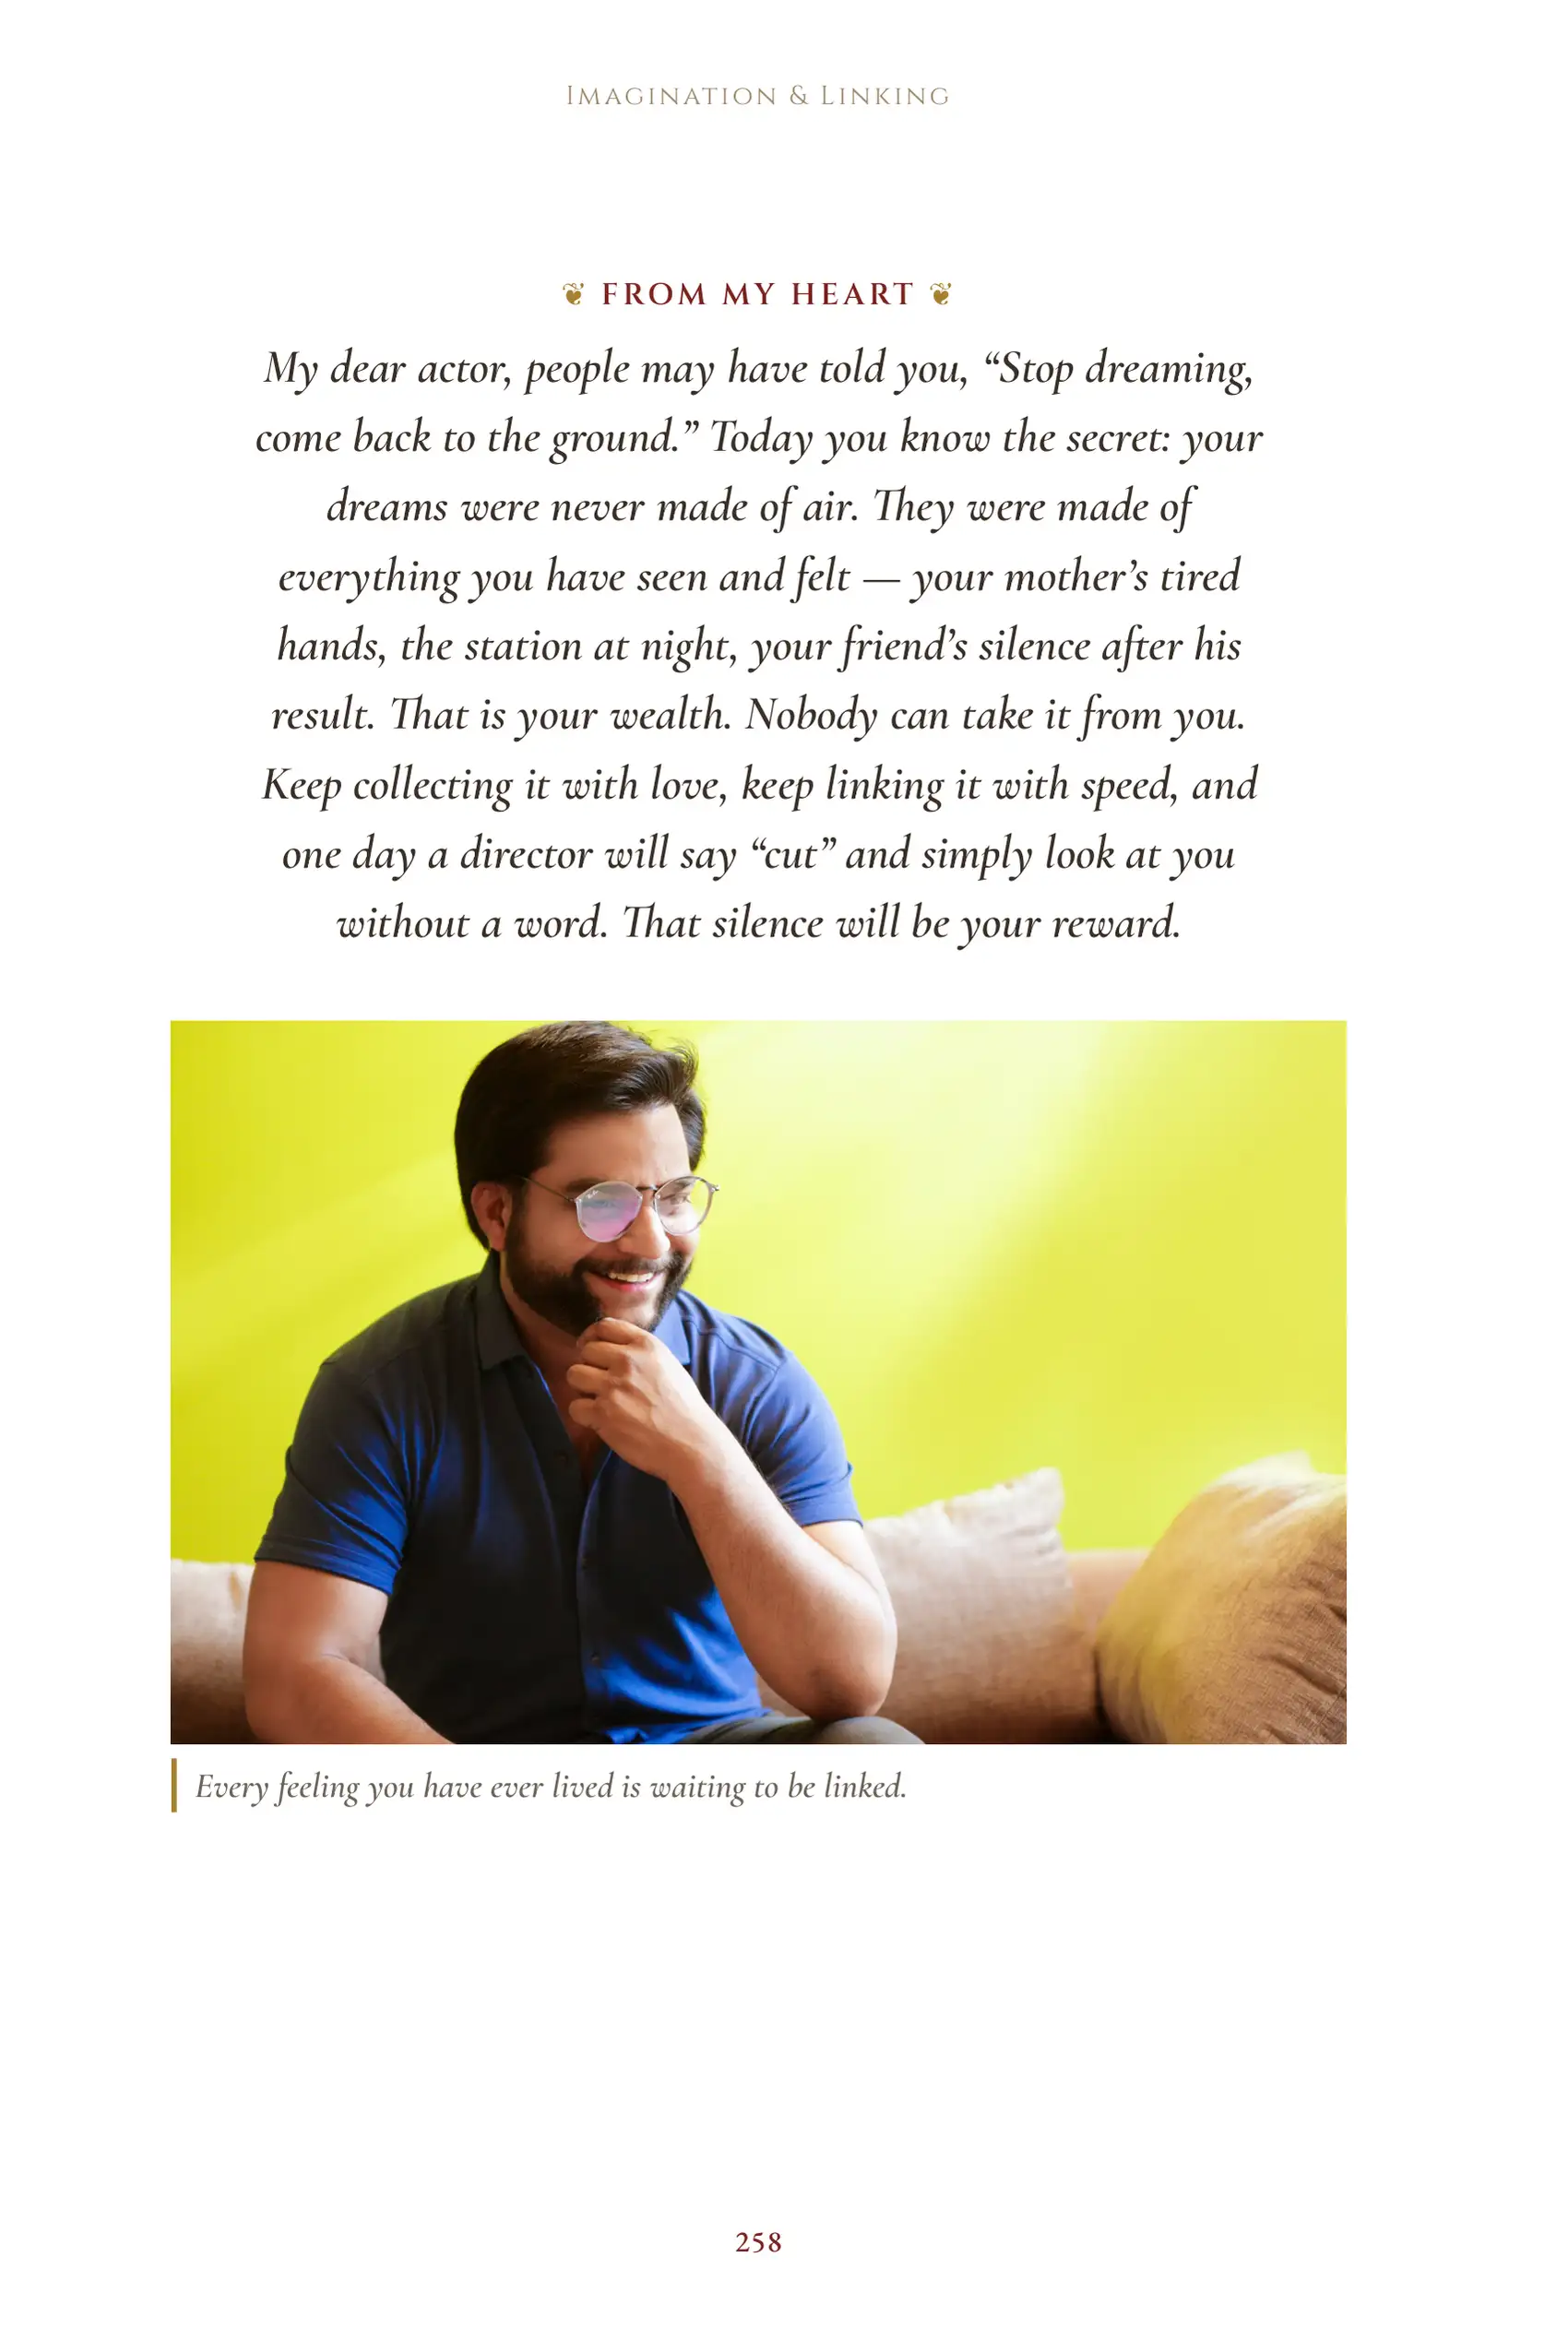 IMAGINATION & LINKING
❦ FROM MY HEART ❦
My dear actor, people may have told you, “Stop dreaming,
come back to the ground.” Today you know the secret: your
dreams were never made of air. They were made of
everything you have seen and felt — your mother’s tired
hands, the station at night, your friend’s silence after his
result. That is your wealth. Nobody can take it from you.
Keep collecting it with love, keep linking it with speed, and
one day a director will say “cut” and simply look at you
without a word. That silence will be your reward.
Every feeling you have ever lived is waiting to be linked.
258